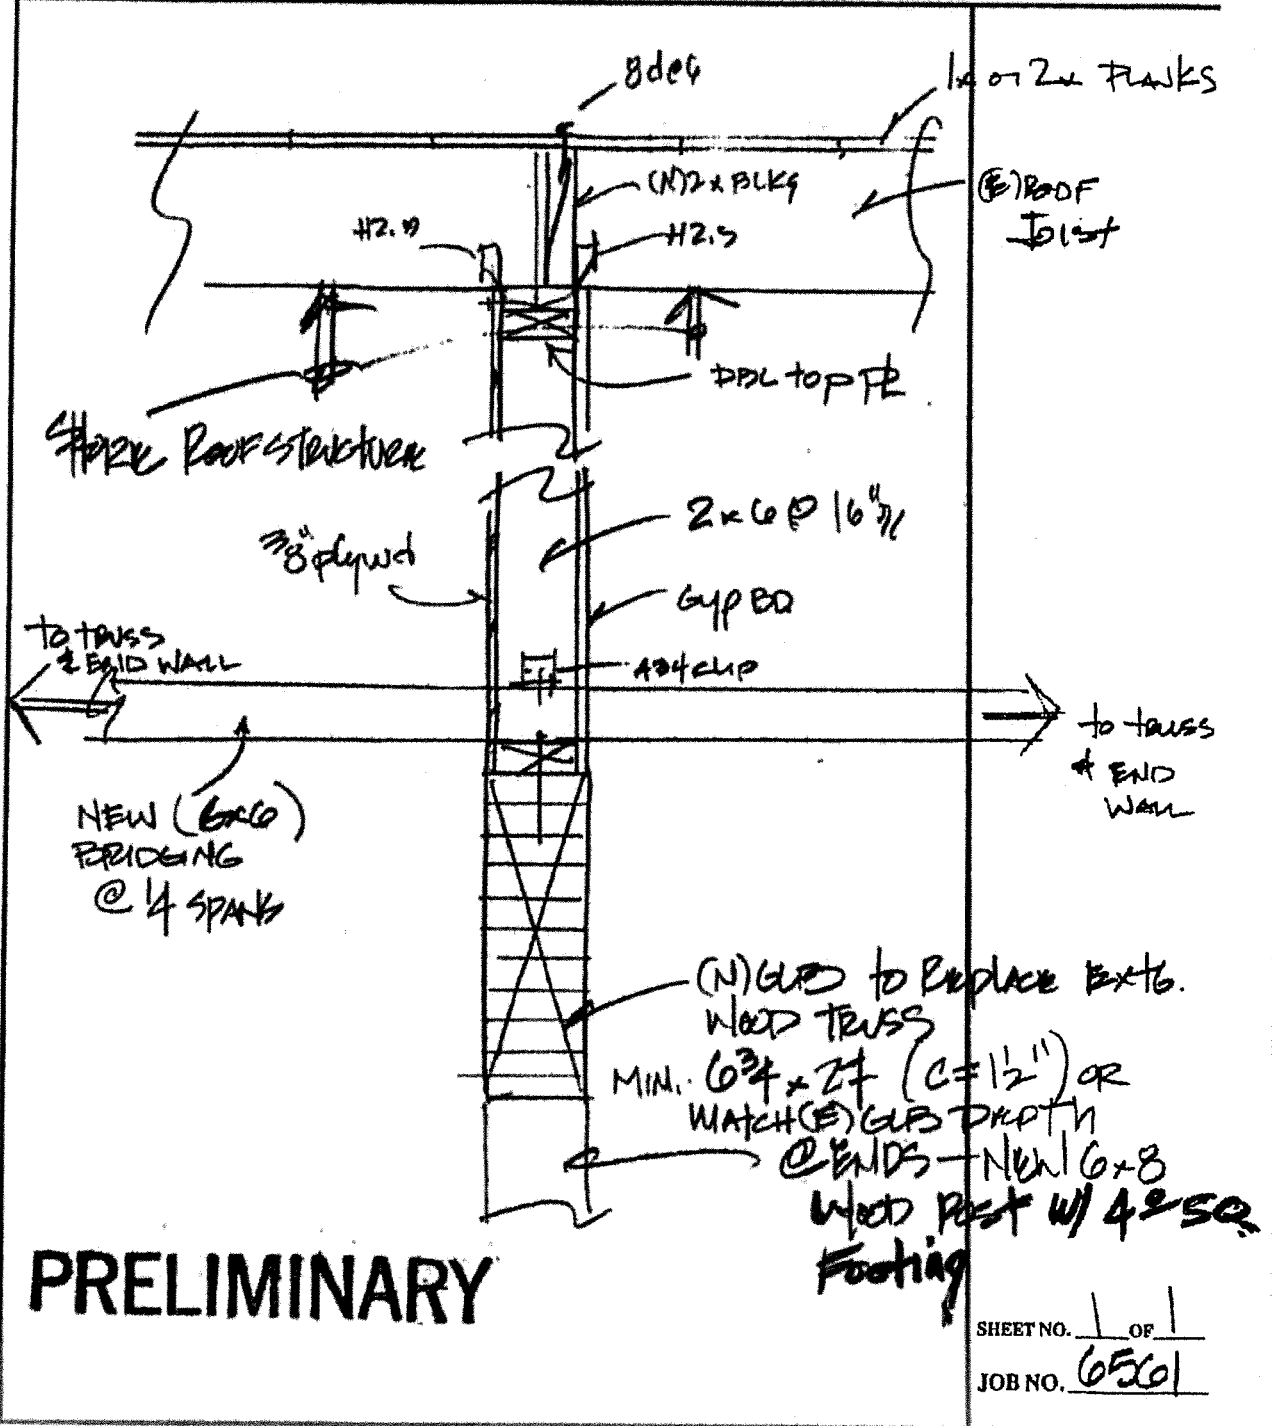 8d@6
1x or 2x PLANKS
(N)2x BLKG
(E) ROOF
JOIST
H2.5
H2.5
DBL top PL
SHORE ROOF STRUCTURE
2x6 @ 16"
3/8" plywd
Gyp BD
to truss
& END WALL
A34 clip
to truss
& END
WALL
NEW (6x6)
BRIDGING
@ 1/4 SPANS
(N) GLB to REPLACE EXTG.
WOOD TRUSS
MIN. 6 3/4 x 27 (C=1 1/2") OR
MATCH (E) GLB DEPTH
@ ENDS — NEW 6x8
WOOD POST W/ 4º SQ.
Footing
PRELIMINARY
SHEET NO. 1 OF 1
JOB NO. 6561